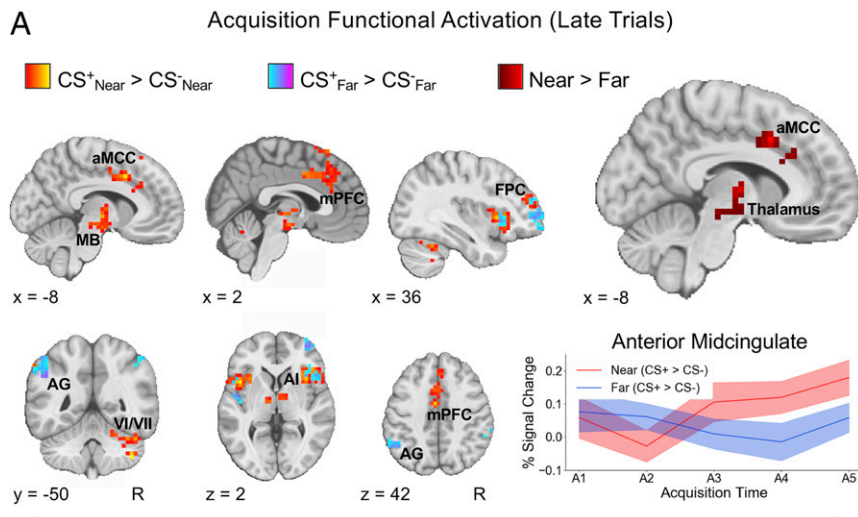 A
Acquisition Functional Activation (Late Trials)
CS+Near > CS-Near
CS+Far > CS-Far
Near > Far
aMCC
MB
x = -8
mPFC
x = 2
FPC
x = 36
aMCC
Thalamus
x = -8
AG
VI/VII
y = -50
R
AI
z = 2
mPFC
AG
z = 42
R
Anterior Midcingulate
Near (CS+ > CS-)
Far (CS+ > CS-)
% Signal Change
0.2
0.1
0.0
-0.1
A1
A2
A3
A4
A5
Acquisition Time